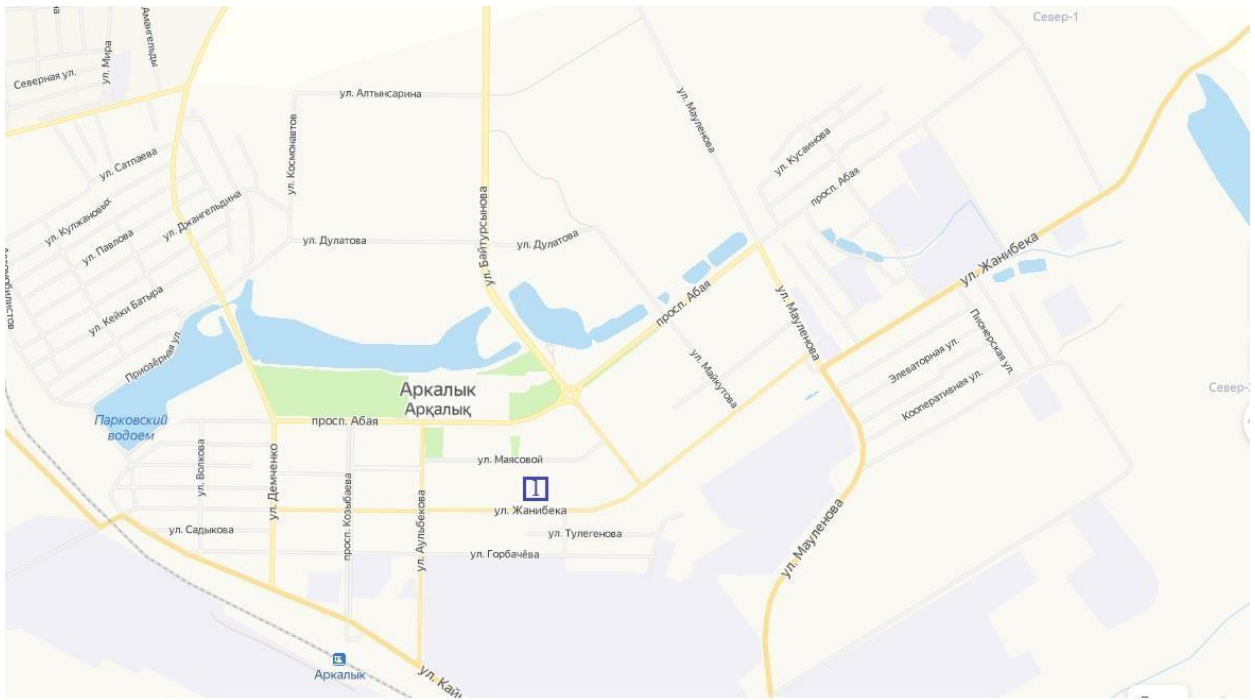 Север-1
Амангельды
ул. Мира
Северная ул.
ул. Алтынсарина
ул. Мауленова
ул. Космонавтов
ул. Кусаинова
ул. Сатпаева
просп. Абая
ул. Кулжановых
ул. Джангельдина
ул. Павлова
ул. Байтурсынова
ул. Дулатова
ул. Дулатова
ул. Жанибека
ул. Кейки Батыра
просп. Абая
ул. Мауленова
Приозёрная ул.
Пионерская ул.
Элеваторная ул.
ул. Майкутова
Кооперативная ул.
Аркалык
Арқалық
Парковский
водоем
просп. Абая
ул. Волкова
ул. Демченко
просп. Козыбаева
ул. Аульбекова
ул. Маясовой
1
ул. Жанибека
ул. Садыкова
ул. Тулегенова
ул. Горбачёва
ул. Мауленова
Аркалык